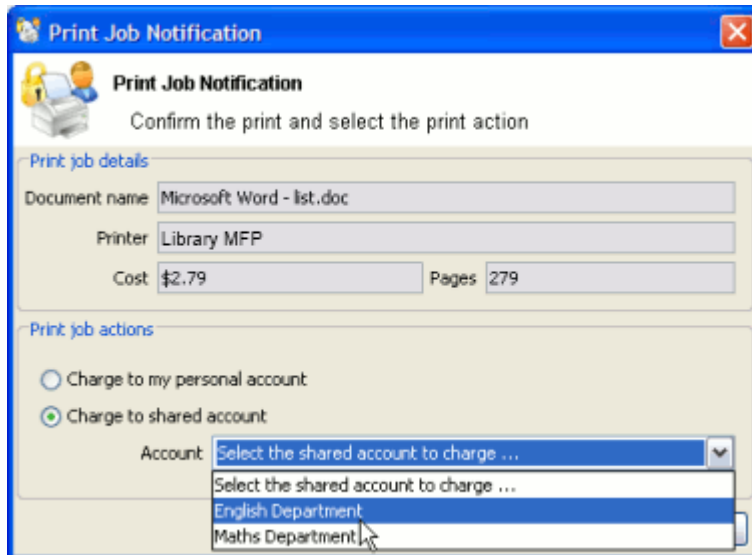 Print Job Notification
Print Job Notification
Confirm the print and select the print action
Print job details
Document name Microsoft Word - list.doc
Printer Library MFP
Cost $2.79 Pages 279
Print job actions
Charge to my personal account
Charge to shared account
Account Select the shared account to charge ...
Select the shared account to charge ...
English Department
Maths Department